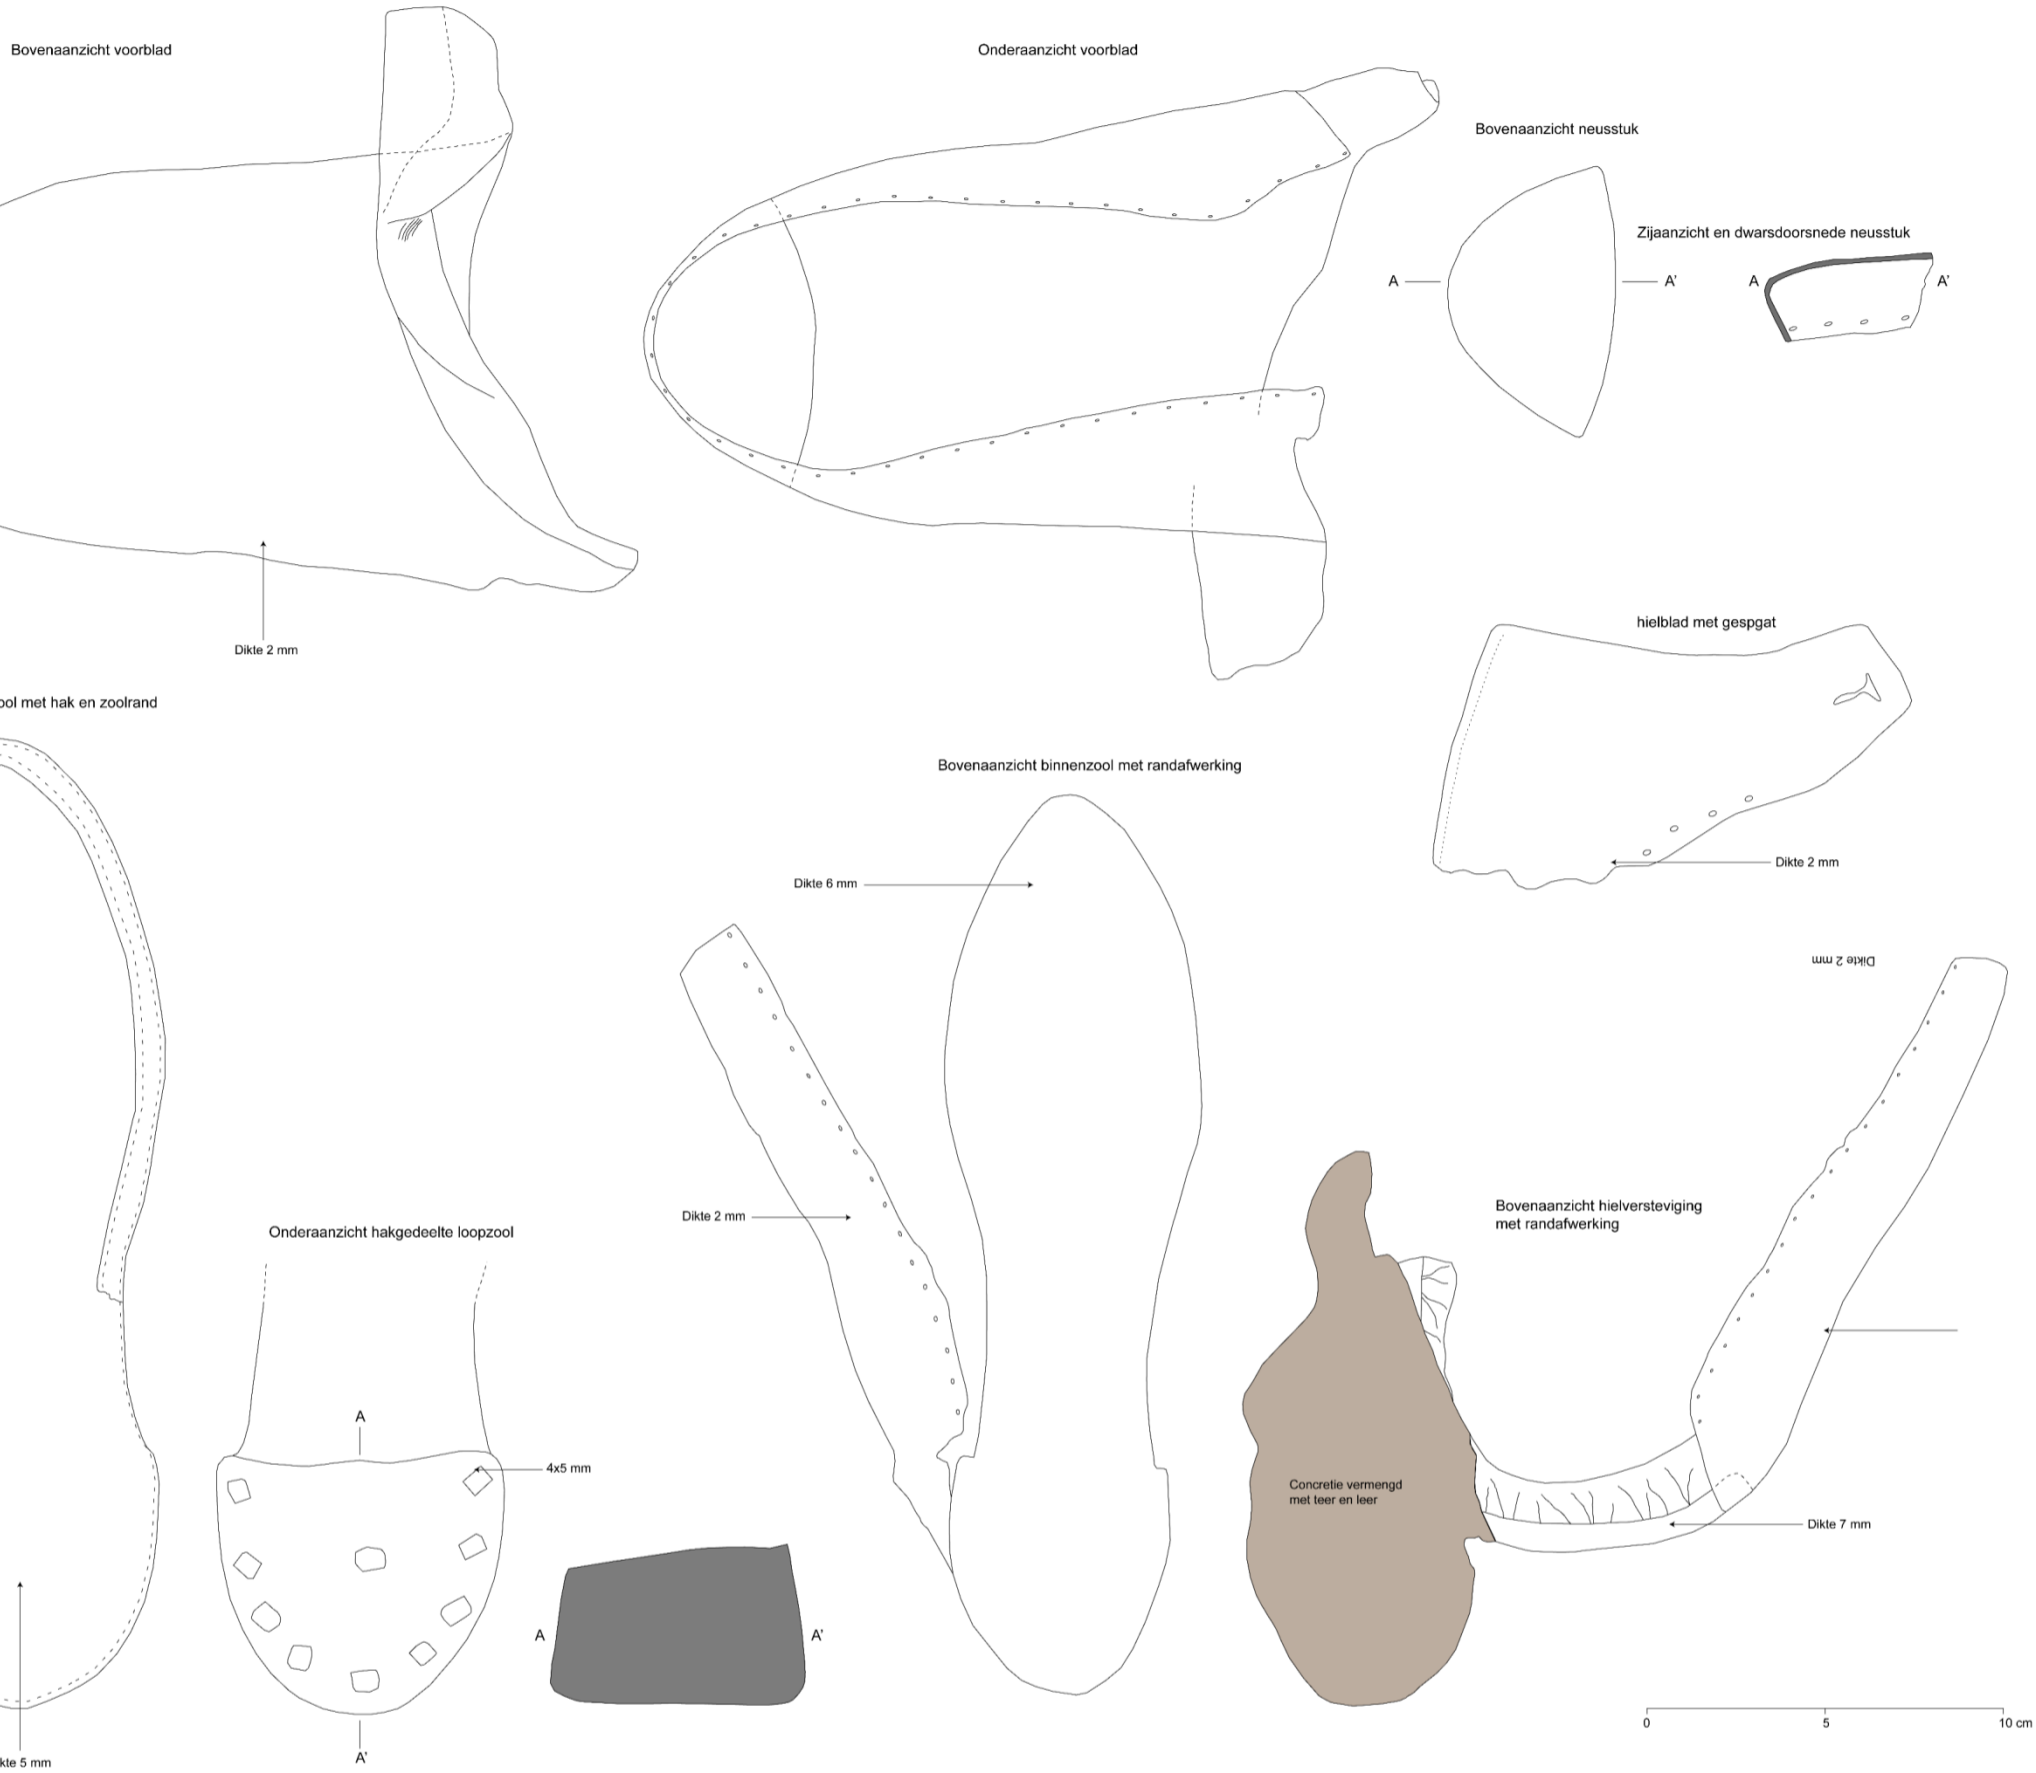 Bovenaanzicht voorblad
Onderaanzicht voorblad
Bovenaanzicht neusstuk
Zijaanzicht en dwarsdoorsnede neusstuk
A
A'
A
A'
Dikte 2 mm
hielblad met gespgat
Dikte 2 mm
met hak en zoolrand
Bovenaanzicht binnenzool met randafwerking
Dikte 6 mm
Dikte 2 mm
Dikte 2 mm
Bovenaanzicht hielversteviging
met randafwerking
Onderaanzicht hakgedeelte loopzool
A
4x5 mm
A'
A
A'
Concretie vermengd
met teer en leer
Dikte 7 mm
5 mm
0
5
10 cm